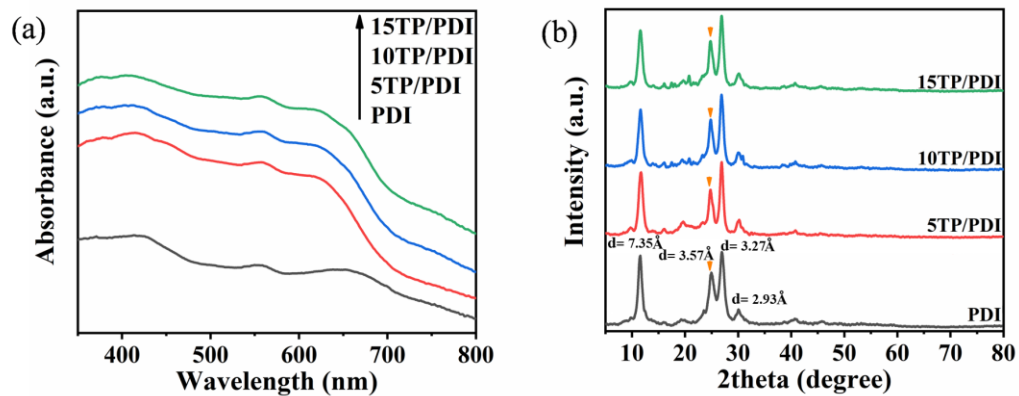 (a)
15TP/PDI
10TP/PDI
5TP/PDI
PDI
Absorbance (a.u.)
400 500 600 700 800
Wavelength (nm)
(b)
15TP/PDI
10TP/PDI
5TP/PDI
d= 7.35Å
d= 3.57Å
d= 3.27Å
d= 2.93Å
PDI
Intensity (a.u.)
10 20 30 40 50 60 70 80
2theta (degree)